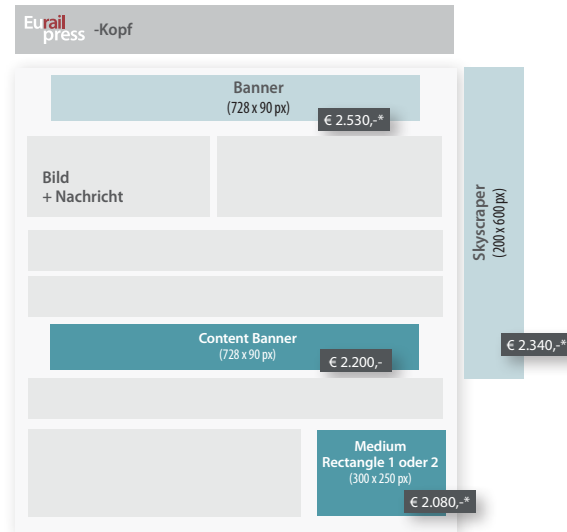 Eurail
press -Kopf
Banner
(728 x 90 px)
€ 2.530,-*
Bild
+ Nachricht
Skyscraper
(200 x 600 px)
Content Banner
(728 x 90 px)
€ 2.200,-
€ 2.340,-*
Medium
Rectangle 1 oder 2
(300 x 250 px)
€ 2.080,-*